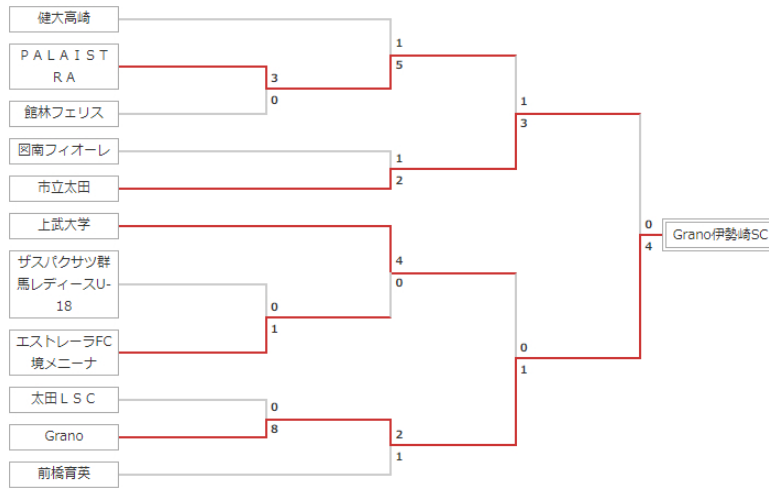 健大高崎
ＰＡＬＡＩＳＴ
ＲＡ
館林フェリス
図南フィオーレ
市立太田
上武大学
ザスパクサツ群
馬レディースU-
18
エストレーラFC
境メニーナ
太田ＬＳＣ
Grano
前橋育英
3
0
0
1
0
8
1
5
1
2
4
0
2
1
1
3
0
1
0
4
Grano伊勢崎SC